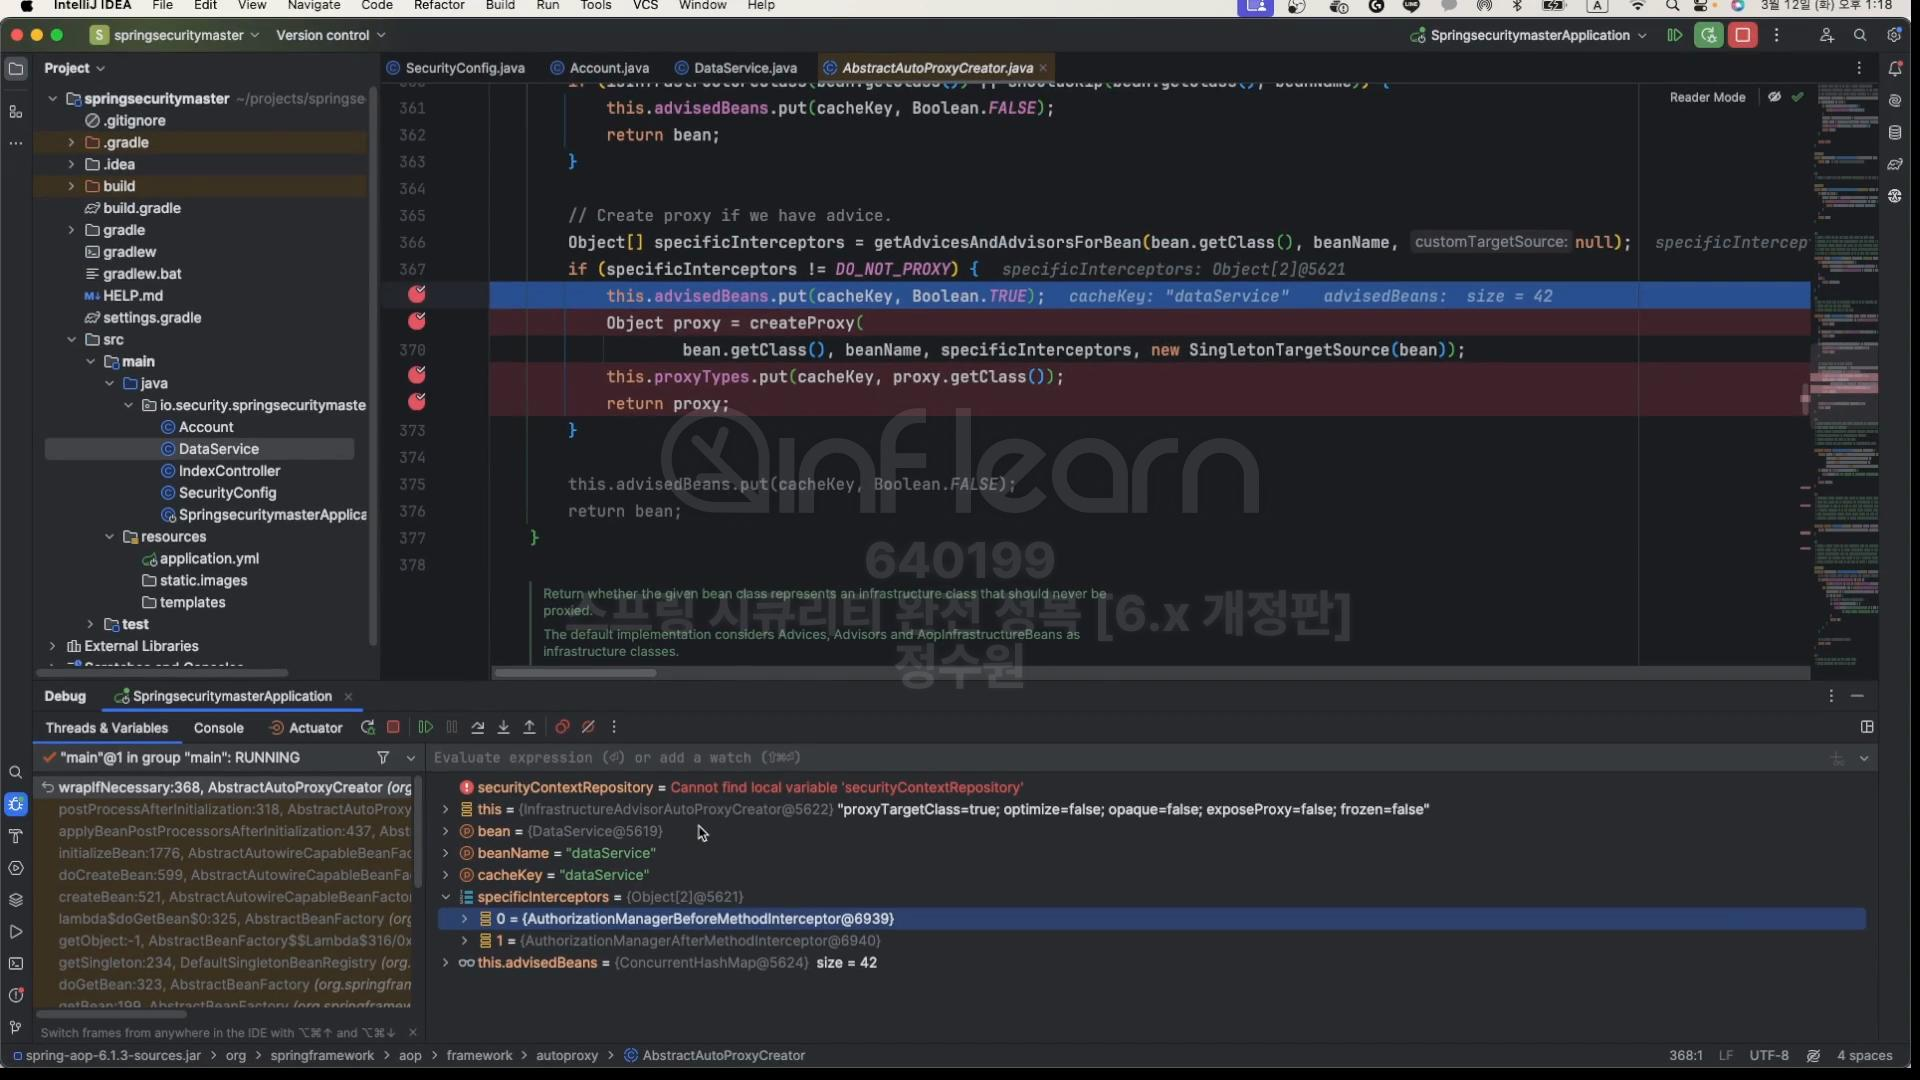 IntelliJ IDEA File Edit View Navigate Code Refactor Build Run Tools VCS Window Help A 3월 12일 (화) 오후 1:18
S springsecuritymaster Version control SpringsecuritymasterApplication
Project SecurityConfig.java Account.java DataService.java AbstractAutoProxyCreator.java
springsecuritymaster ~/projects/springse
.gitignore
.gradle
.idea
build
build.gradle
gradle
gradlew
gradlew.bat
HELP.md
settings.gradle
src
main
java
io.security.springsecuritymaste
Account
DataService
IndexController
SecurityConfig
SpringsecuritymasterApplica
resources
application.yml
static.images
templates
test
External Libraries
Reader Mode
361 this.advisedBeans.put(cacheKey, Boolean.FALSE);
362 return bean;
363 }
364
365 // Create proxy if we have advice.
366 Object[] specificInterceptors = getAdvicesAndAdvisorsForBean(bean.getClass(), beanName, customTargetSource: null); specificIntercep
367 if (specificInterceptors != DO_NOT_PROXY) { specificInterceptors: Object[2]@5621
this.advisedBeans.put(cacheKey, Boolean.TRUE); cacheKey: "dataService" advisedBeans: size = 42
Object proxy = createProxy(
370 bean.getClass(), beanName, specificInterceptors, new SingletonTargetSource(bean));
this.proxyTypes.put(cacheKey, proxy.getClass());
return proxy;
373 }
374
375 this.advisedBeans.put(cacheKey, Boolean.FALSE);
376 return bean;
377 }
378
inflearn
640199
스프링 시큐리티 완전 정복 [6.x 개정판]
정수원
Return whether the given bean class represents an infrastructure class that should never be
proxied.
The default implementation considers Advices, Advisors and AopInfrastructureBeans as
infrastructure classes.
Debug SpringsecuritymasterApplication
Threads & Variables Console Actuator
"main"@1 in group "main": RUNNING
wrapIfNecessary:368, AbstractAutoProxyCreator (org
postProcessAfterInitialization:318, AbstractAutoProxy
applyBeanPostProcessorsAfterInitialization:437, Abst
initializeBean:1776, AbstractAutowireCapableBeanFac
doCreateBean:599, AbstractAutowireCapableBeanFa
createBean:521, AbstractAutowireCapableBeanFactor
lambda$doGetBean$0:325, AbstractBeanFactory (org
getObject:-1, AbstractBeanFactory$$Lambda$316/0x
getSingleton:234, DefaultSingletonBeanRegistry (org.
doGetBean:323, AbstractBeanFactory (org.springfram
getBean:199, AbstractBeanFactory (org.springframew
Switch frames from anywhere in the IDE with ⌥⌘↑ and ⌥⌘↓
Evaluate expression (⏎) or add a watch (⇧⌘⏎)
securityContextRepository = Cannot find local variable 'securityContextRepository'
this = {InfrastructureAdvisorAutoProxyCreator@5622} "proxyTargetClass=true; optimize=false; opaque=false; exposeProxy=false; frozen=false"
bean = {DataService@5619}
beanName = "dataService"
cacheKey = "dataService"
specificInterceptors = {Object[2]@5621}
0 = {AuthorizationManagerBeforeMethodInterceptor@6939}
1 = {AuthorizationManagerAfterMethodInterceptor@6940}
this.advisedBeans = {ConcurrentHashMap@5624} size = 42
spring-aop-6.1.3-sources.jar > org > springframework > aop > framework > autoproxy > AbstractAutoProxyCreator 368:1 LF UTF-8 4 spaces